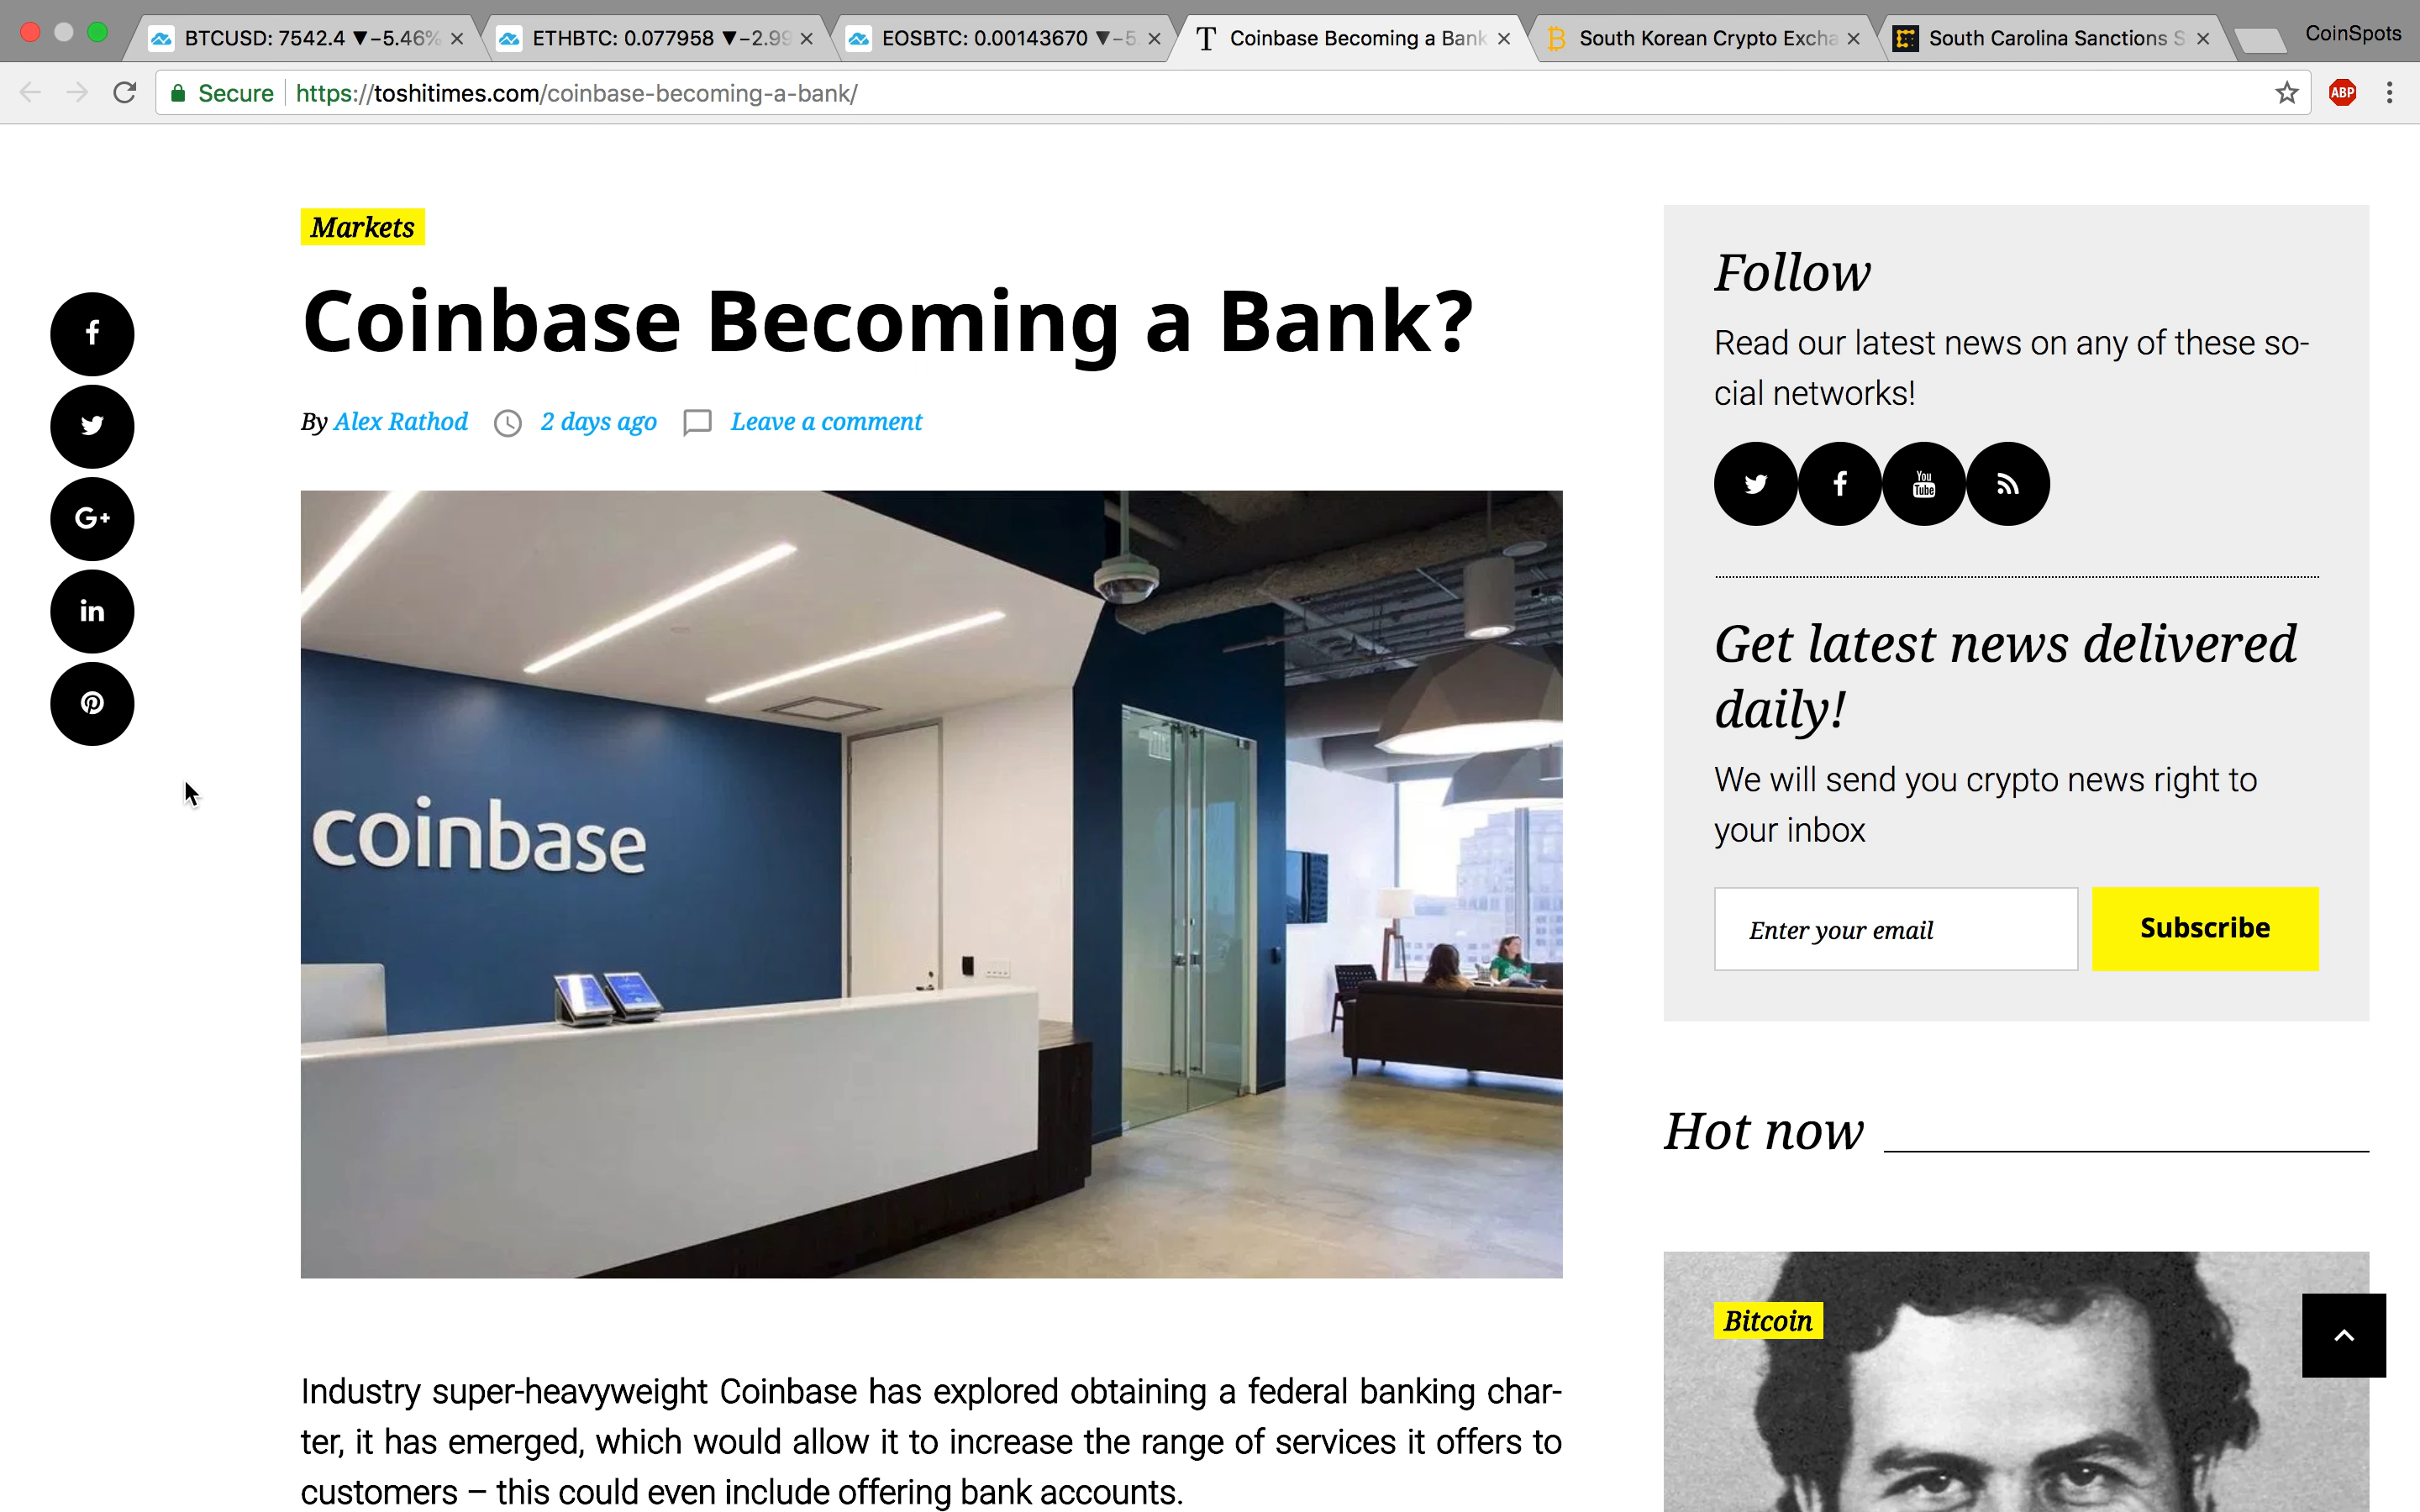 BTCUSD: 7542.4 ▼−5.46%
ETHBTC: 0.077958 ▼−2.99
EOSBTC: 0.00143670 ▼−5.
Coinbase Becoming a Bank
South Korean Crypto Excha
South Carolina Sanctions S
CoinSpots
Secure
https://toshitimes.com/coinbase-becoming-a-bank/
ABP
Markets
Coinbase Becoming a Bank?
By Alex Rathod 2 days ago Leave a comment
coinbase
Industry super-heavyweight Coinbase has explored obtaining a federal banking char-
ter, it has emerged, which would allow it to increase the range of services it offers to
customers – this could even include offering bank accounts.
Follow
Read our latest news on any of these so-
cial networks!
You
Tube
Get latest news delivered
daily!
We will send you crypto news right to
your inbox
Enter your email
Subscribe
Hot now
Bitcoin